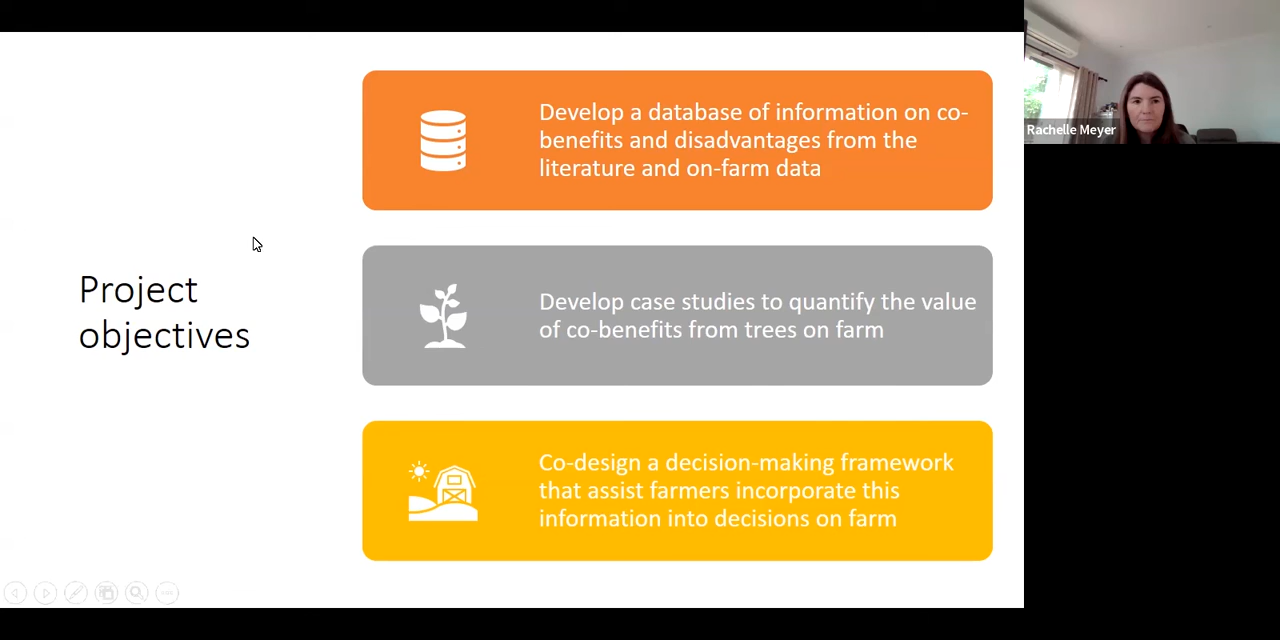 Project
objectives
Develop a database of information on co-
benefits and disadvantages from the
literature and on-farm data
Develop case studies to quantify the value
of co-benefits from trees on farm
Co-design a decision-making framework
that assist farmers incorporate this
information into decisions on farm
Rachelle Meyer